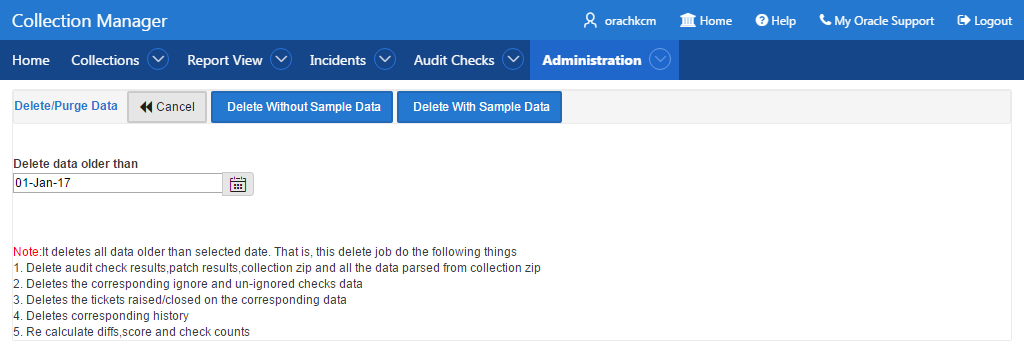 Collection Manager
orachkcm Home Help My Oracle Support Logout
Home Collections Report View Incidents Audit Checks Administration
Delete/Purge Data Cancel Delete Without Sample Data Delete With Sample Data
Delete data older than
01-Jan-17
Note:It deletes all data older than selected date. That is, this delete job do the following things
1. Delete audit check results,patch results,collection zip and all the data parsed from collection zip
2. Deletes the corresponding ignore and un-ignored checks data
3. Deletes the tickets raised/closed on the corresponding data
4. Deletes corresponding history
5. Re calculate diffs,score and check counts